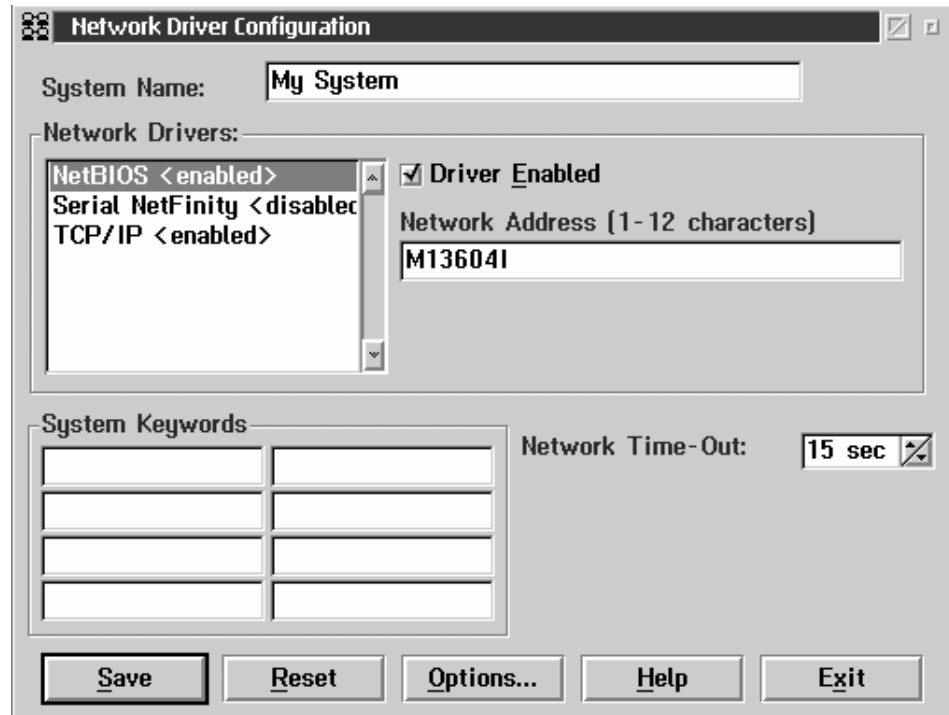 Network Driver Configuration
System Name: My System
Network Drivers:
NetBIOS <enabled>
Serial NetFinity <disabled
TCP/IP <enabled>
Driver Enabled
Network Address (1-12 characters)
M13604I
System Keywords
Network Time-Out: 15 sec
Save Reset Options... Help Exit